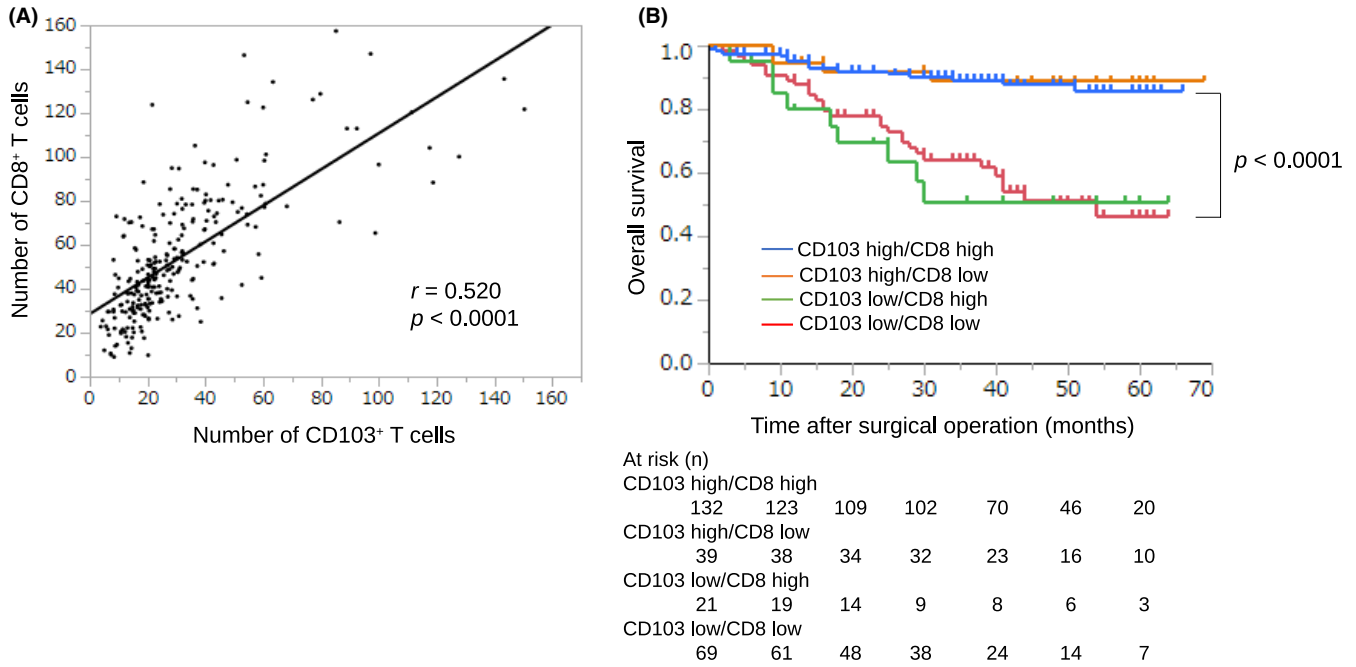 (A)
160
140
120
100
80
60
40
20
0
Number of CD8⁺ T cells
r = 0.520
p < 0.0001
0 20 40 60 80 100 120 140 160
Number of CD103⁺ T cells
(B)
1.0
0.8
0.6
0.4
0.2
0.0
Overall survival
p < 0.0001
CD103 high/CD8 high
CD103 high/CD8 low
CD103 low/CD8 high
CD103 low/CD8 low
0 10 20 30 40 50 60 70
Time after surgical operation (months)
At risk (n)
CD103 high/CD8 high
132 123 109 102 70 46 20
CD103 high/CD8 low
39 38 34 32 23 16 10
CD103 low/CD8 high
21 19 14 9 8 6 3
CD103 low/CD8 low
69 61 48 38 24 14 7